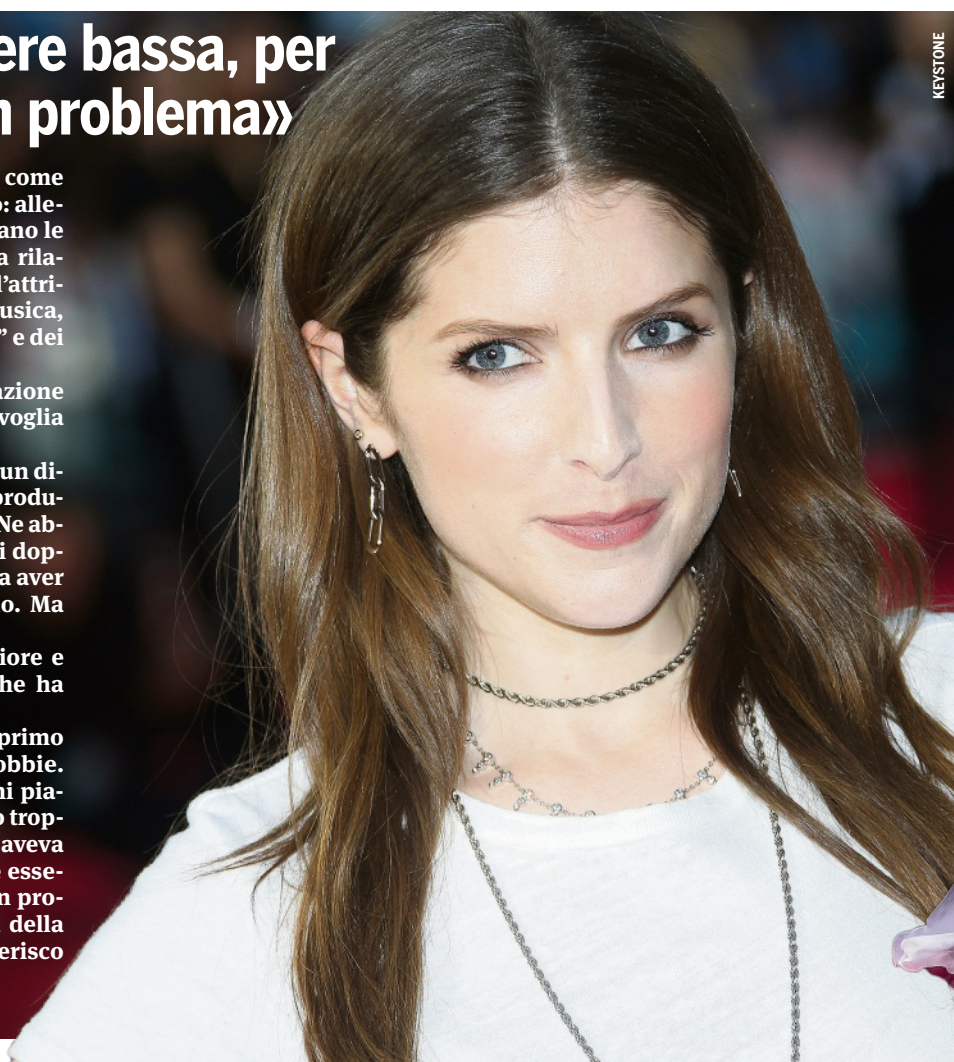 ere bassa, per
n problema»
KEYSTONE
come
o: alle-
ano le
a rila-
l’attri-
usica,
” e dei
azione
voglia
un di-
produ-
Ne ab-
i dop-
a aver
o. Ma
iore e
he ha
primo
obbie.
ni pia-
o trop-
aveva
e esse-
n pro-
della
erisco